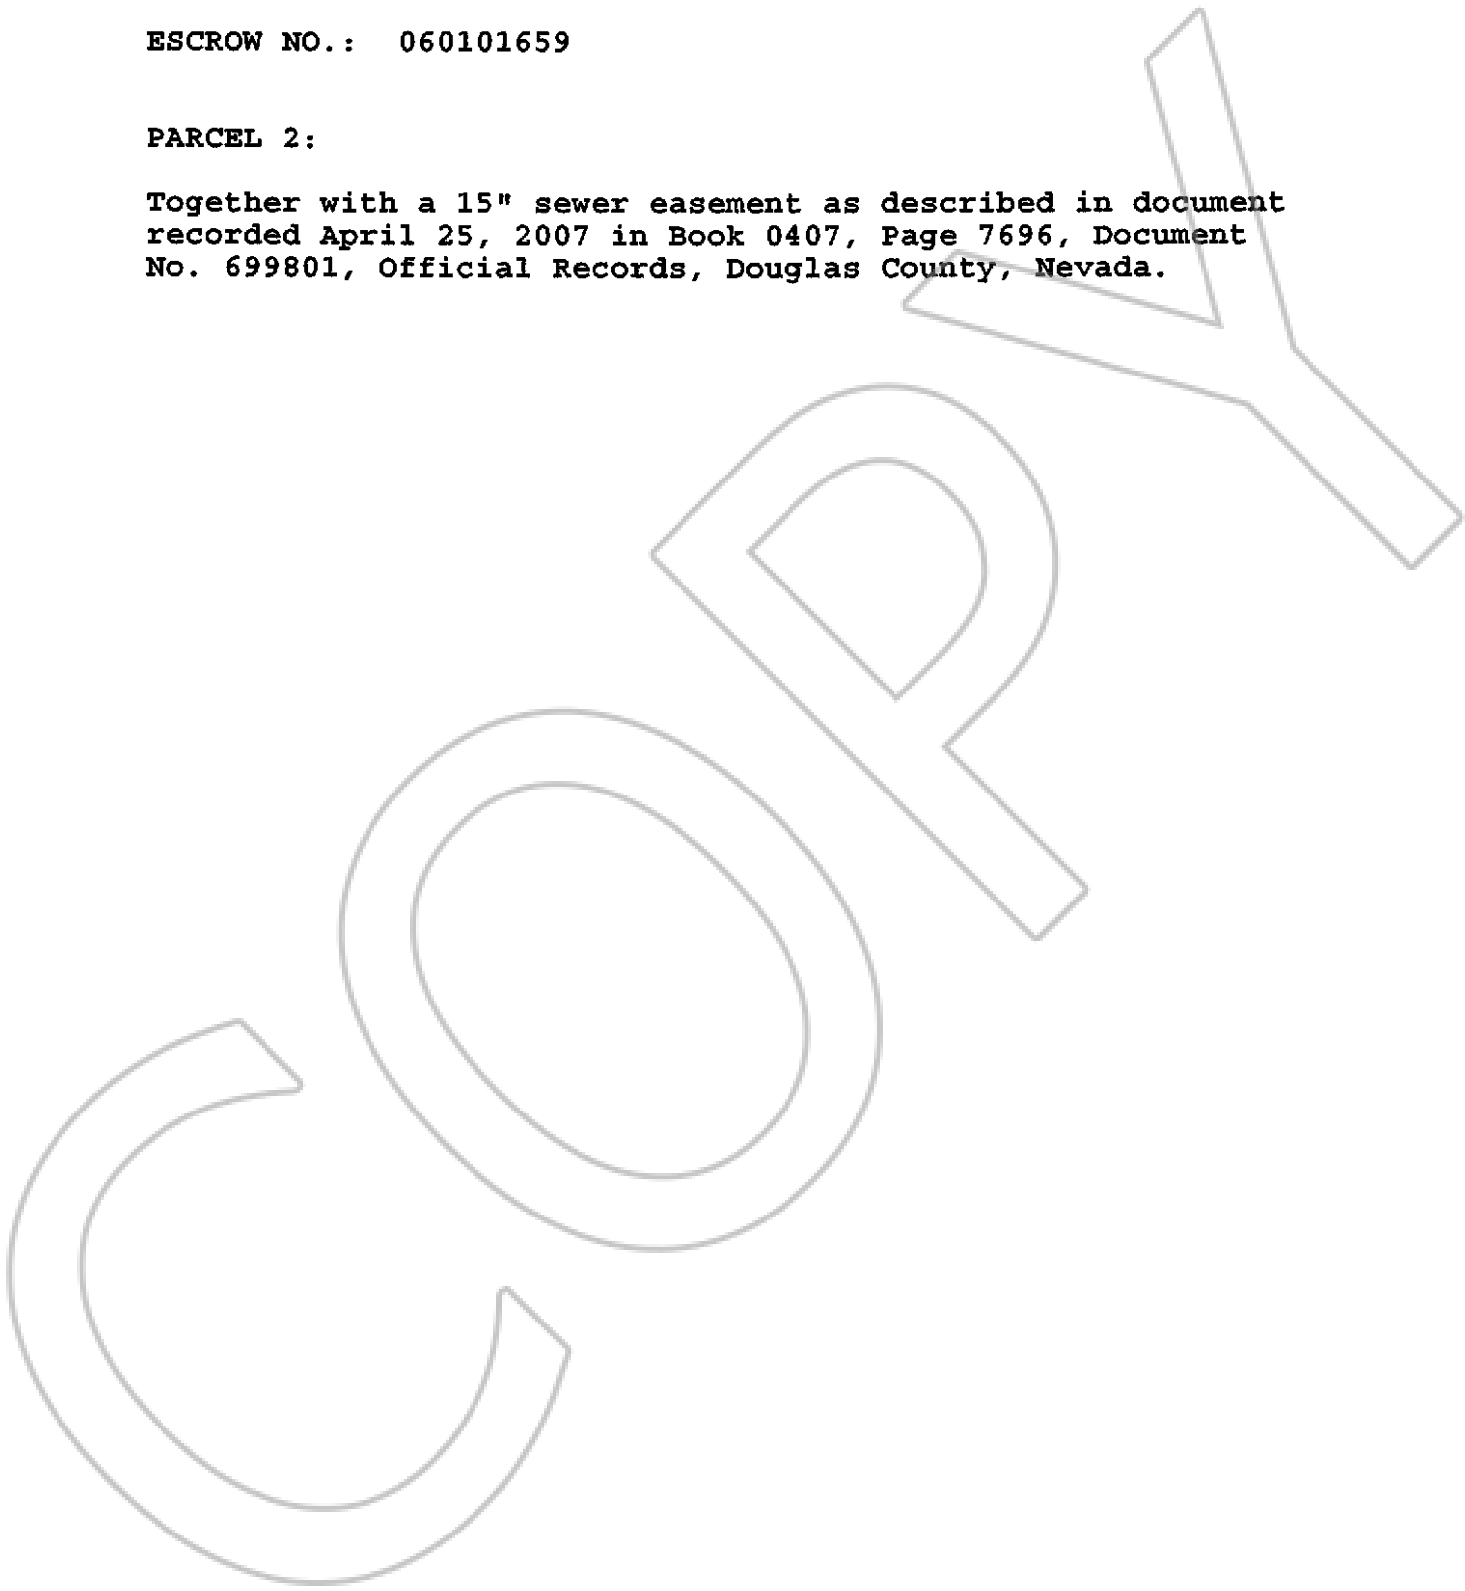 ESCROW NO.: 060101659
PARCEL 2:
Together with a 15" sewer easement as described in document
recorded April 25, 2007 in Book 0407, Page 7696, Document
No. 699801, Official Records, Douglas County, Nevada.
COPY